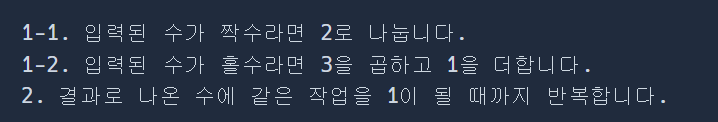 1-1. 입력된 수가 짝수라면 2로 나눕니다.
1-2. 입력된 수가 홀수라면 3을 곱하고 1을 더합니다.
2. 결과로 나온 수에 같은 작업을 1이 될 때까지 반복합니다.